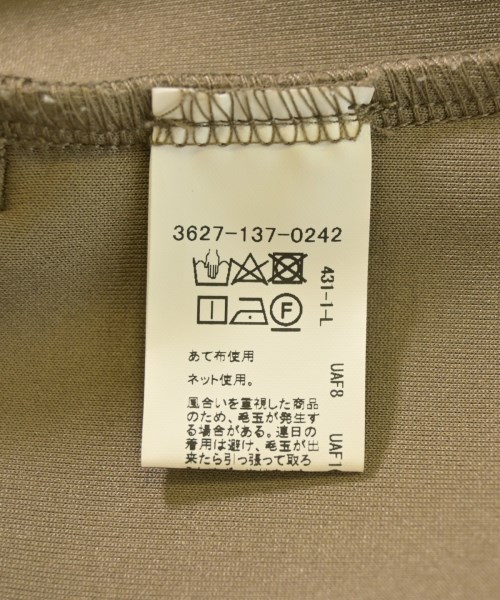 3627-137-0242
F
431-1-L
UAF8
あて布使用
ネット使用。
風合いを重視した商品
のため、毛玉が発生す
る場合がある。連日の
着用は避け、毛玉が出
来たら引っ張って取ろ